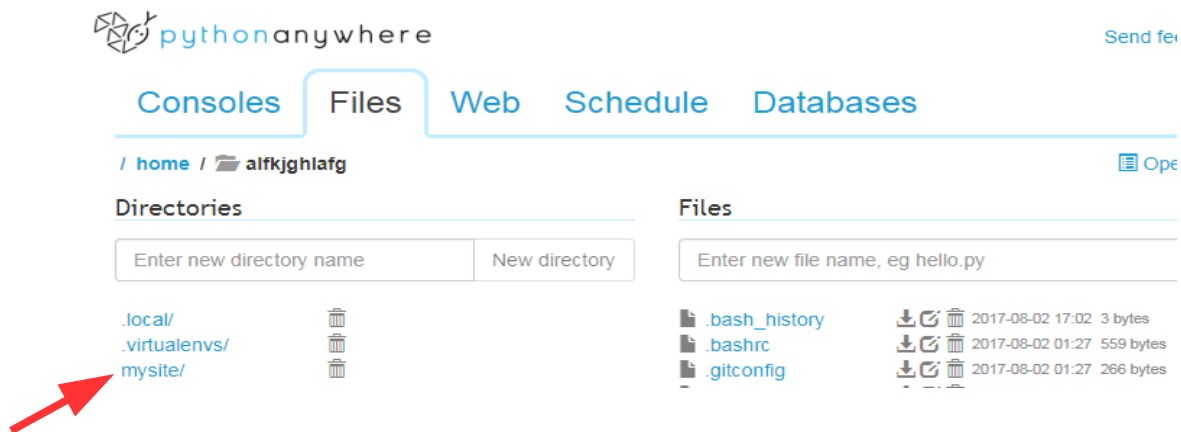 pythonanywhere
Send fee
Consoles Files Web Schedule Databases
/ home / alfkjghlafg
Ope
Directories
Files
Enter new directory name
New directory
Enter new file name, eg hello.py
.local/
.virtualenvs/
mysite/
.bash_history 2017-08-02 17:02 3 bytes
.bashrc 2017-08-02 01:27 559 bytes
.gitconfig 2017-08-02 01:27 266 bytes